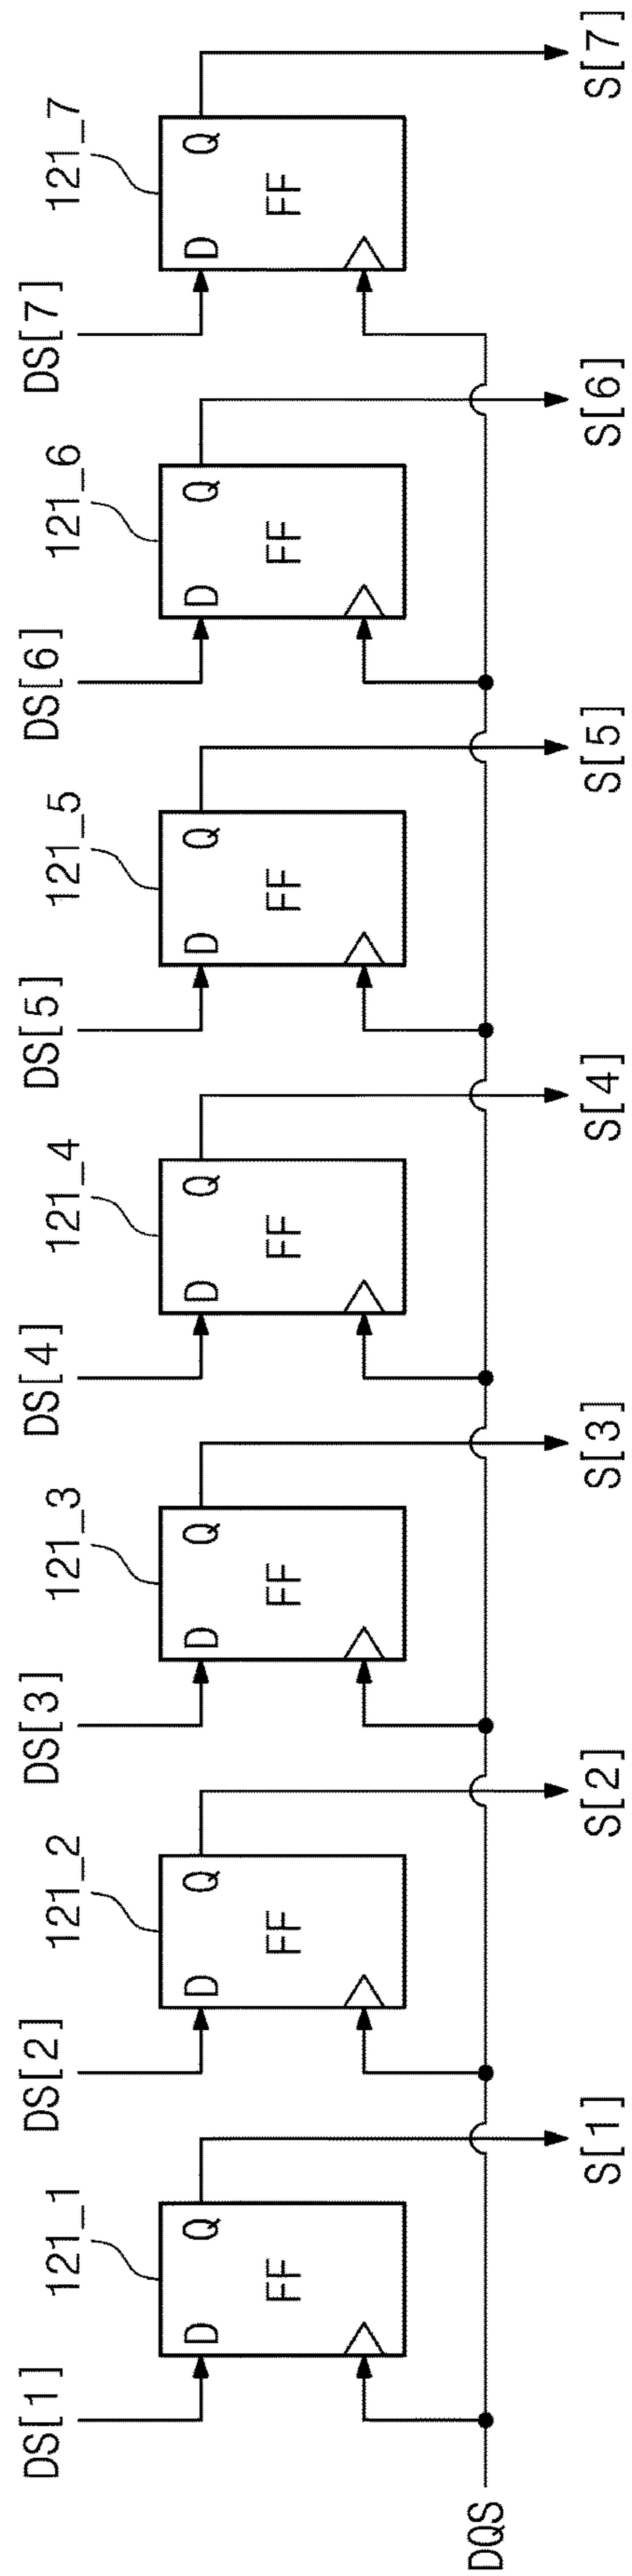 DS[1] 121_1 DS[2] 121_2 DS[3] 121_3 DS[4] 121_4 DS[5] 121_5 DS[6] 121_6 DS[7] 121_7
D Q D Q D Q D Q D Q D Q D Q
FF FF FF FF FF FF FF
DQS
S[1] S[2] S[3] S[4] S[5] S[6] S[7]